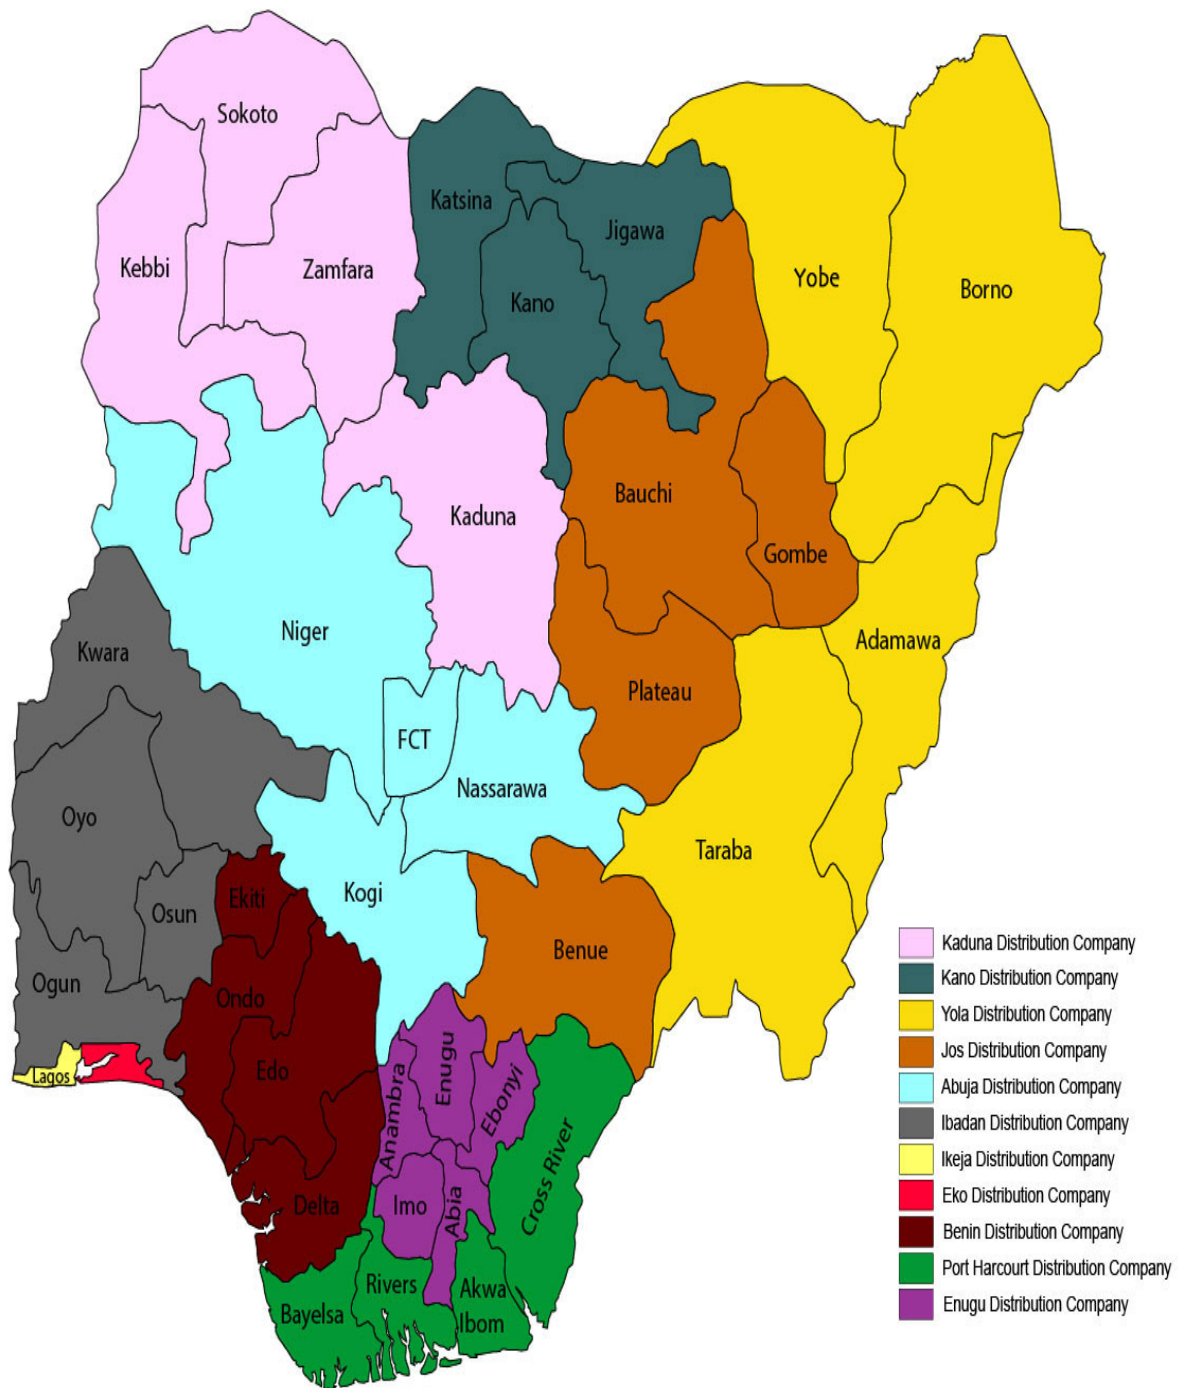 Sokoto
Katsina
Jigawa
Kebbi
Zamfara
Kano
Yobe
Borno
Kaduna
Bauchi
Gombe
Niger
Adamawa
Kwara
Plateau
FCT
Nassarawa
Oyo
Taraba
Kogi
Ekiti
Osun
Benue
Ogun
Ondo
Lagos
Edo
Anambra
Enugu
Ebonyi
Cross River
Delta
Imo
Abia
Rivers
Bayelsa
Akwa
Ibom
Kaduna Distribution Company
Kano Distribution Company
Yola Distribution Company
Jos Distribution Company
Abuja Distribution Company
Ibadan Distribution Company
Ikeja Distribution Company
Eko Distribution Company
Benin Distribution Company
Port Harcourt Distribution Company
Enugu Distribution Company